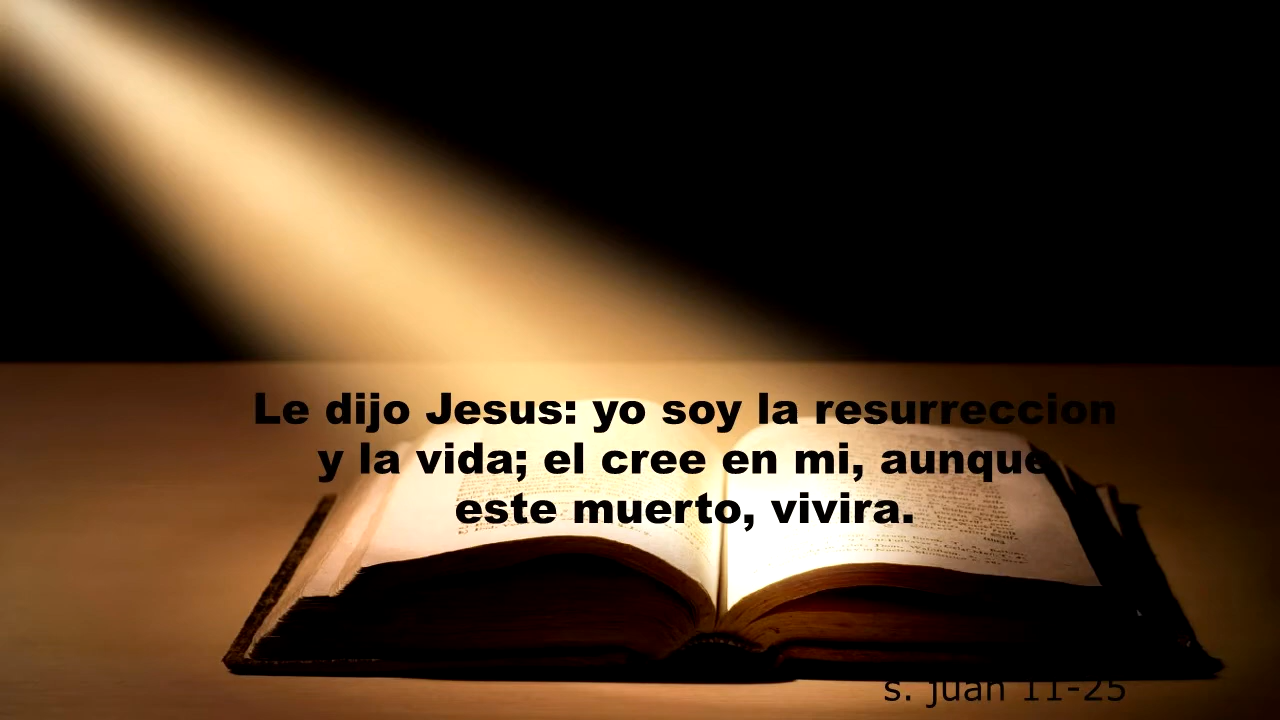 Le dijo Jesus: yo soy la resurreccion
y la vida; el cree en mi, aunque
este muerto, vivira.
s. juan 11-25